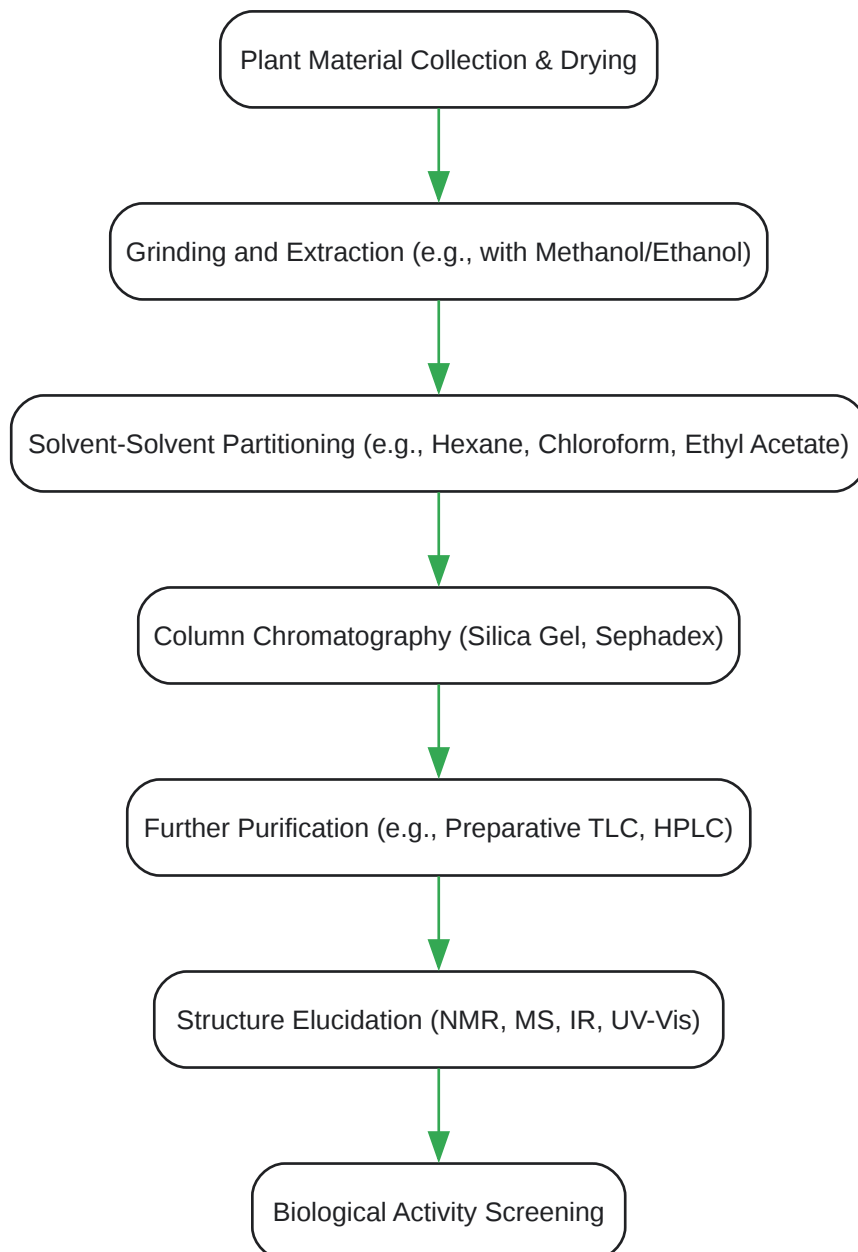 Plant Material Collection & Drying
Grinding and Extraction (e.g., with Methanol/Ethanol)
Solvent-Solvent Partitioning (e.g., Hexane, Chloroform, Ethyl Acetate)
Column Chromatography (Silica Gel, Sephadex)
Further Purification (e.g., Preparative TLC, HPLC)
Structure Elucidation (NMR, MS, IR, UV-Vis)
Biological Activity Screening